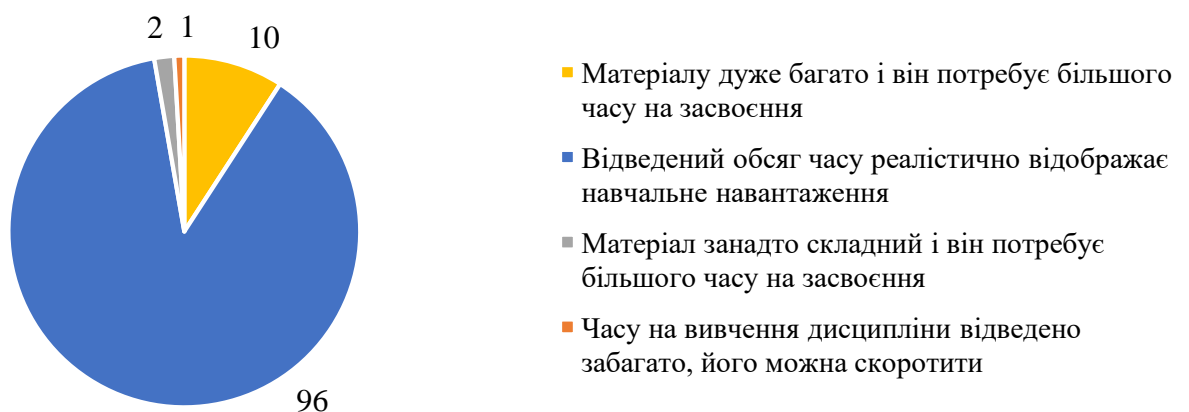 2 1
10
96
Матеріалу дуже багато і він потребує більшого
часу на засвоєння
Відведений обсяг часу реалістично відображає
навчальне навантаження
Матеріал занадто складний і він потребує
більшого часу на засвоєння
Часу на вивчення дисципліни відведено
забагато, його можна скоротити